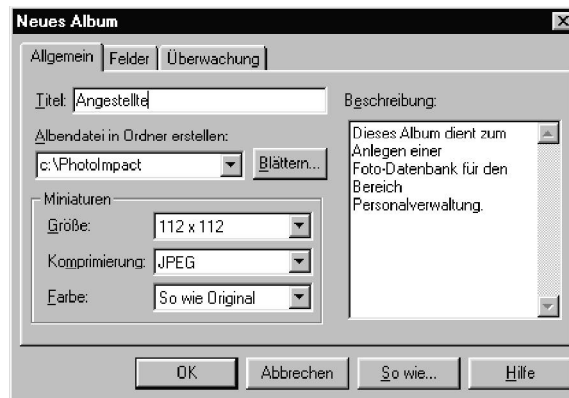 Neues Album
Allgemein Felder Überwachung
Titel: Angestellte
Albendatei in Ordner erstellen:
c:\PhotoImpact Blättern...
Miniaturen
Größe: 112 x 112
Komprimierung: JPEG
Farbe: So wie Original
Beschreibung:
Dieses Album dient zum
Anlegen einer
Foto-Datenbank für den
Bereich
Personalverwaltung.
OK Abbrechen So wie... Hilfe